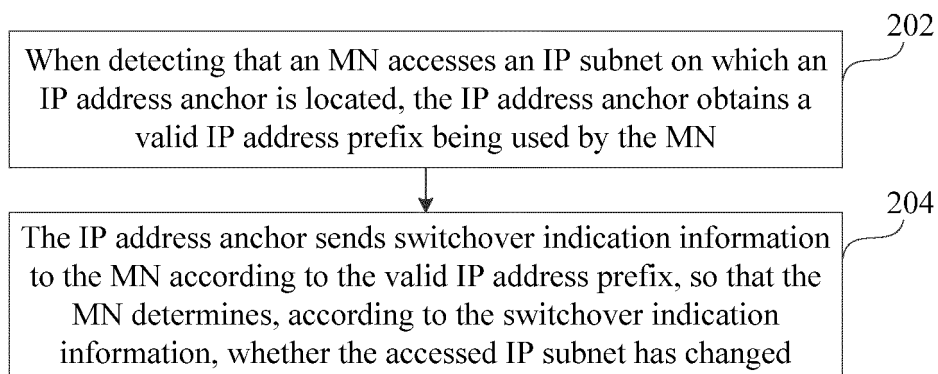 202
When detecting that an MN accesses an IP subnet on which an
IP address anchor is located, the IP address anchor obtains a
valid IP address prefix being used by the MN
204
The IP address anchor sends switchover indication information
to the MN according to the valid IP address prefix, so that the
MN determines, according to the switchover indication
information, whether the accessed IP subnet has changed